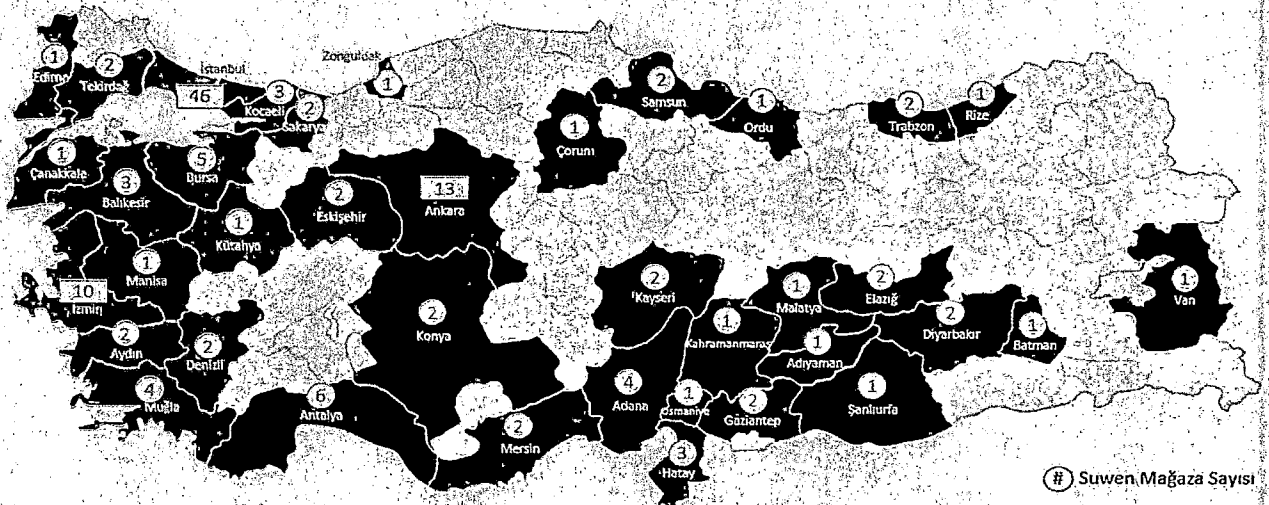 1
Edirne
2
Tekirdağ
İstanbul
46
3
Kocaeli
2
Sakarya
Zonguldak
1
2
Samsun
1
Ordu
1
Çorum
2
Trabzon
1
Rize
1
Çanakkale
5
Bursa
3
Balıkesir
1
Kütahya
2
Eskişehir
13
Ankara
1
Manisa
10
İzmir
2
Aydın
2
Denizli
4
Muğla
6
Antalya
2
Konya
2
Mersin
2
Kayseri
4
Adana
1
Kahramanmaraş
1
Osmaniye
3
Hatay
2
Gaziantep
1
Malatya
2
Elazığ
1
Adıyaman
2
Diyarbakır
1
Batman
1
Şanlıurfa
1
Van
# Suwen Mağaza Sayısı